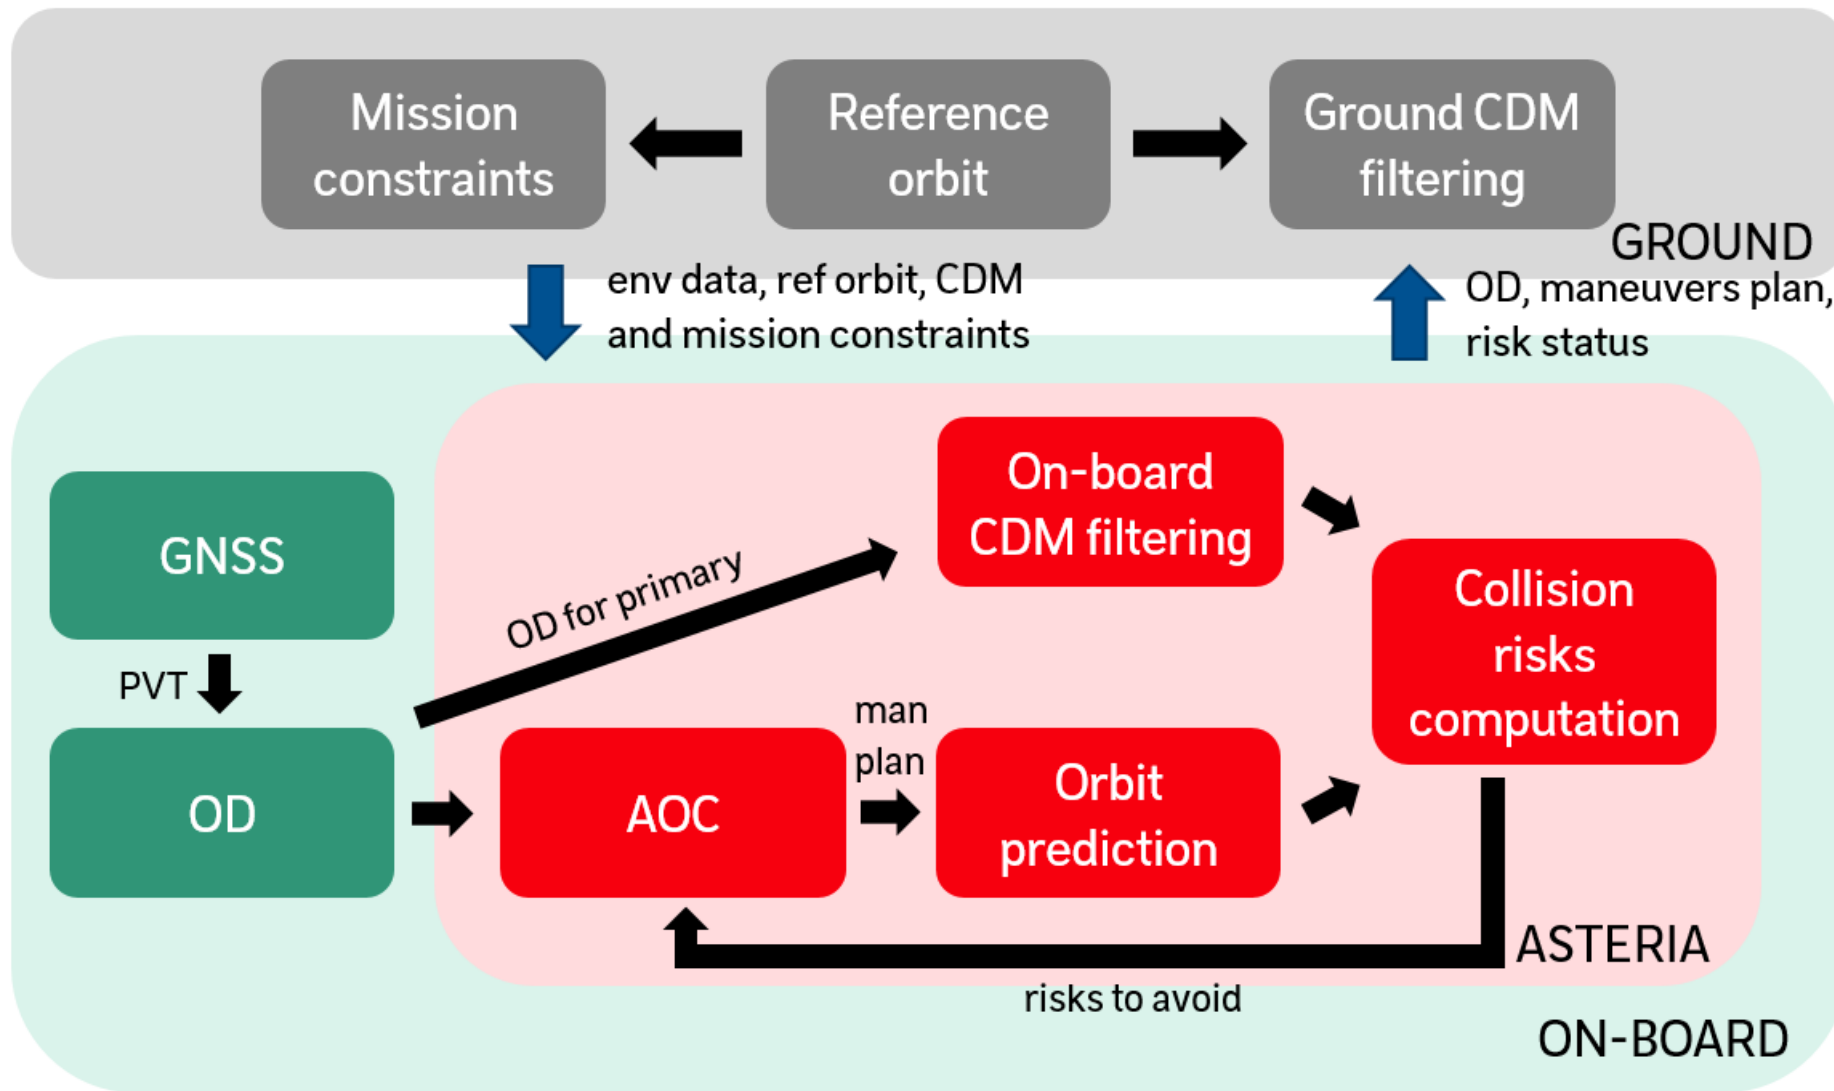 Mission
constraints
Reference
orbit
Ground CDM
filtering
GROUND
env data, ref orbit, CDM
and mission constraints
OD, maneuvers plan,
risk status
On-board
CDM filtering
GNSS
OD for primary
Collision
risks
computation
PVT
man
plan
OD
AOC
Orbit
prediction
ASTERIA
risks to avoid
ON-BOARD